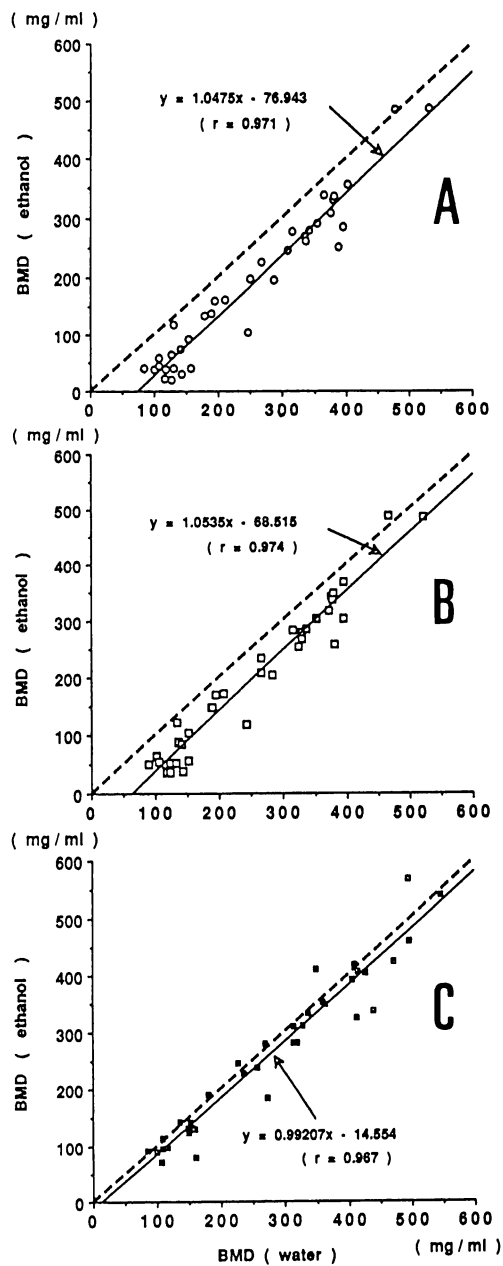 ( mg / ml )
600
500
y = 1.0475x - 76.943
( r = 0.971 )
400
A
300
BMD ( ethanol )
200
100
0
0 100 200 300 400 500 600
( mg / ml )
600
500
y = 1.0535x - 68.515
( r = 0.974 )
400
B
300
BMD ( ethanol )
200
100
0
0 100 200 300 400 500 600
( mg / ml )
600
500
400
C
300
BMD ( ethanol )
200
y = 0.99207x - 14.554
100
( r = 0.967 )
0
0 100 200 300 400 500 600
BMD ( water )
( mg / ml )